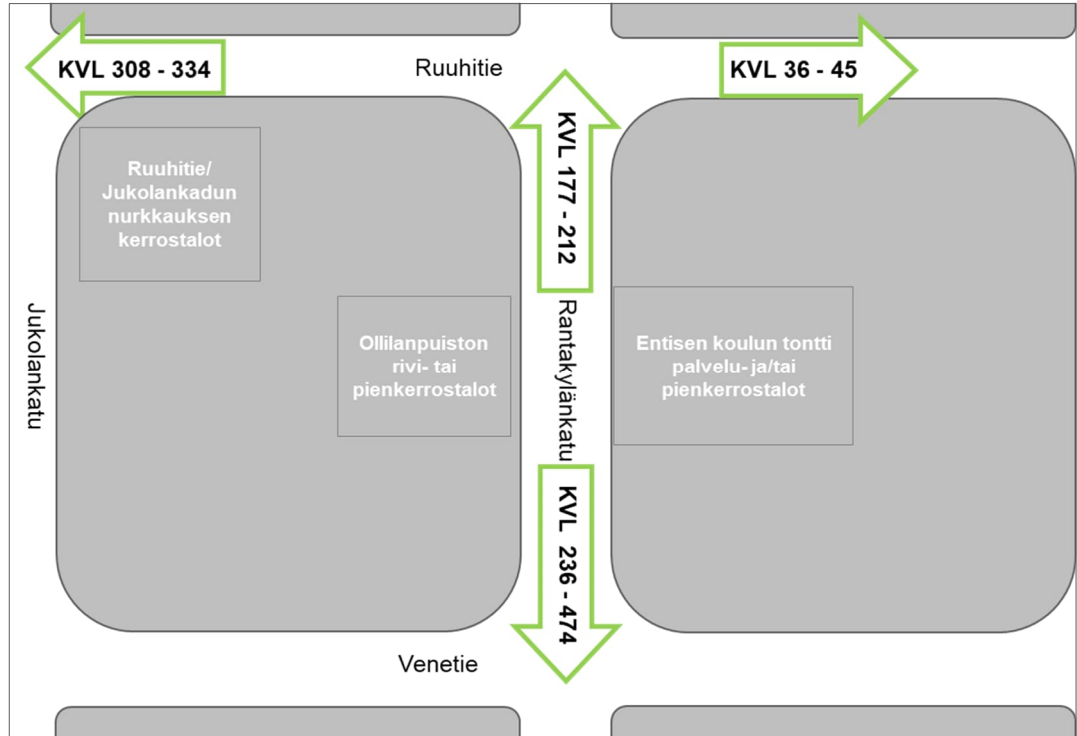 KVL 308 - 334
Ruuhitie
KVL 36 - 45
KVL 177 - 212
Ruuhitie/
Jukolankadun
nurkkauksen
kerrostalot
Jukolankatu
Ollilanpuiston
rivi- tai
pienkerrostalot
Rantakylänkatu
Entisen koulun tontti
palvelu- ja/tai
pienkerrostalot
KVL 236 - 474
Venetie